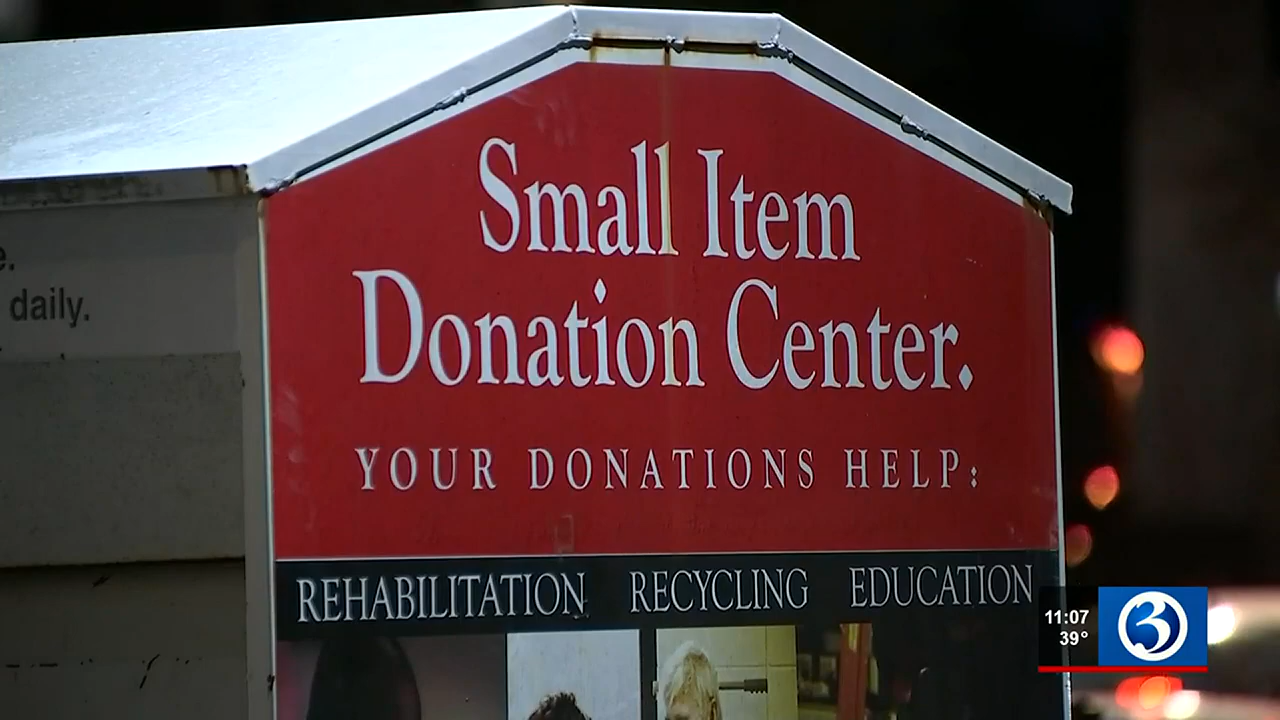 Small Item
Donation Center.
YOUR DONATIONS HELP:
REHABILITATION RECYCLING EDUCATION
daily.
11:07
39°
3